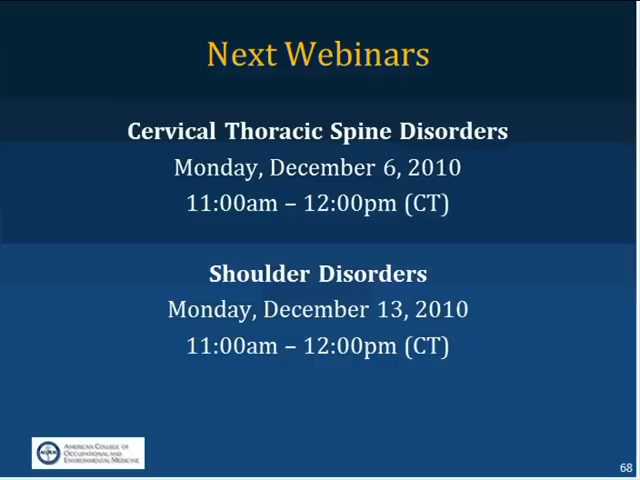 Next Webinars
Cervical Thoracic Spine Disorders
Monday, December 6, 2010
11:00am – 12:00pm (CT)
Shoulder Disorders
Monday, December 13, 2010
11:00am – 12:00pm (CT)
American College of
Occupational and
Environmental Medicine
68